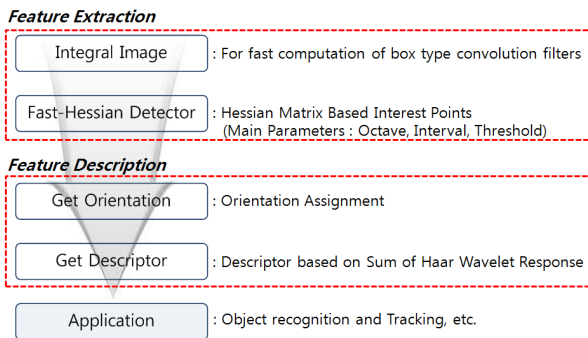 Feature Extraction
Integral Image : For fast computation of box type convolution filters
Fast-Hessian Detector : Hessian Matrix Based Interest Points
(Main Parameters : Octave, Interval, Threshold)
Feature Description
Get Orientation : Orientation Assignment
Get Descriptor : Descriptor based on Sum of Haar Wavelet Response
Application : Object recognition and Tracking, etc.